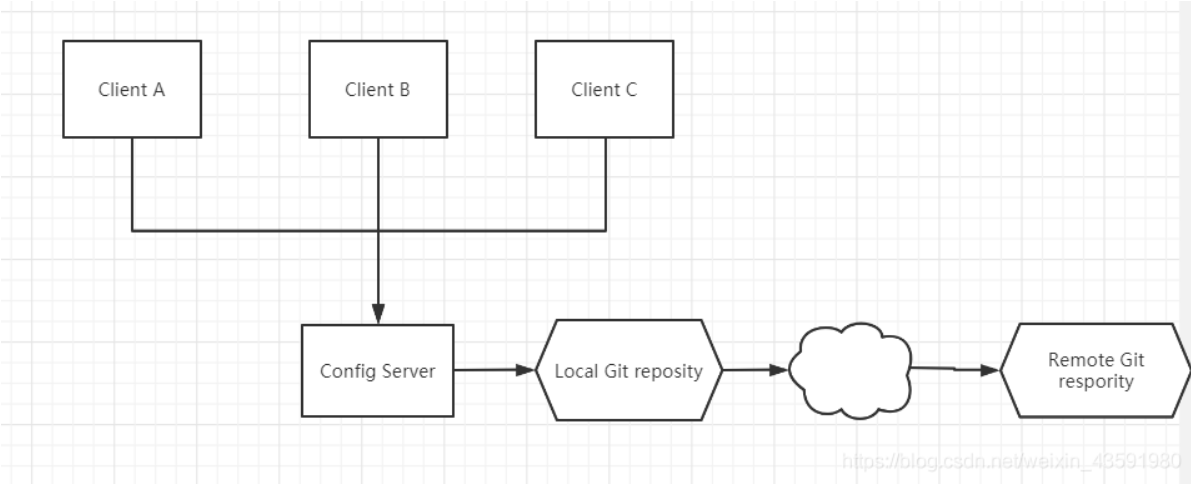 Client A
Client B
Client C
Config Server
Local Git reposity
Remote Git
respority
https://blog.csdn.net/weixin_43591980